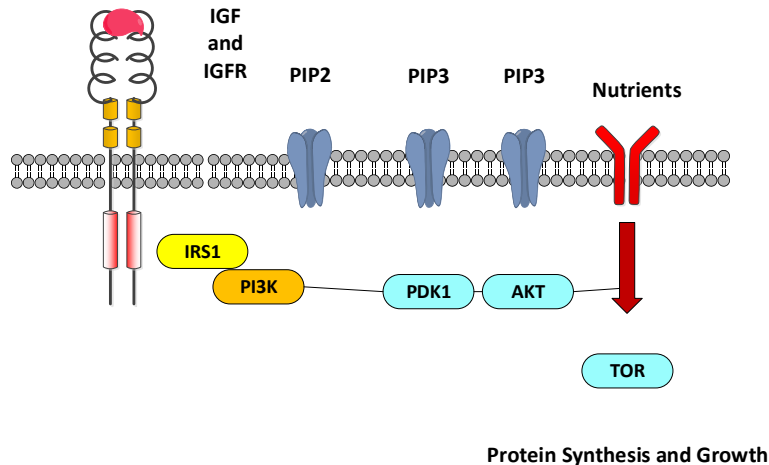 IGF
and
IGFR
PIP2
PIP3
PIP3
Nutrients
IRS1
PI3K
PDK1
AKT
TOR
Protein Synthesis and Growth